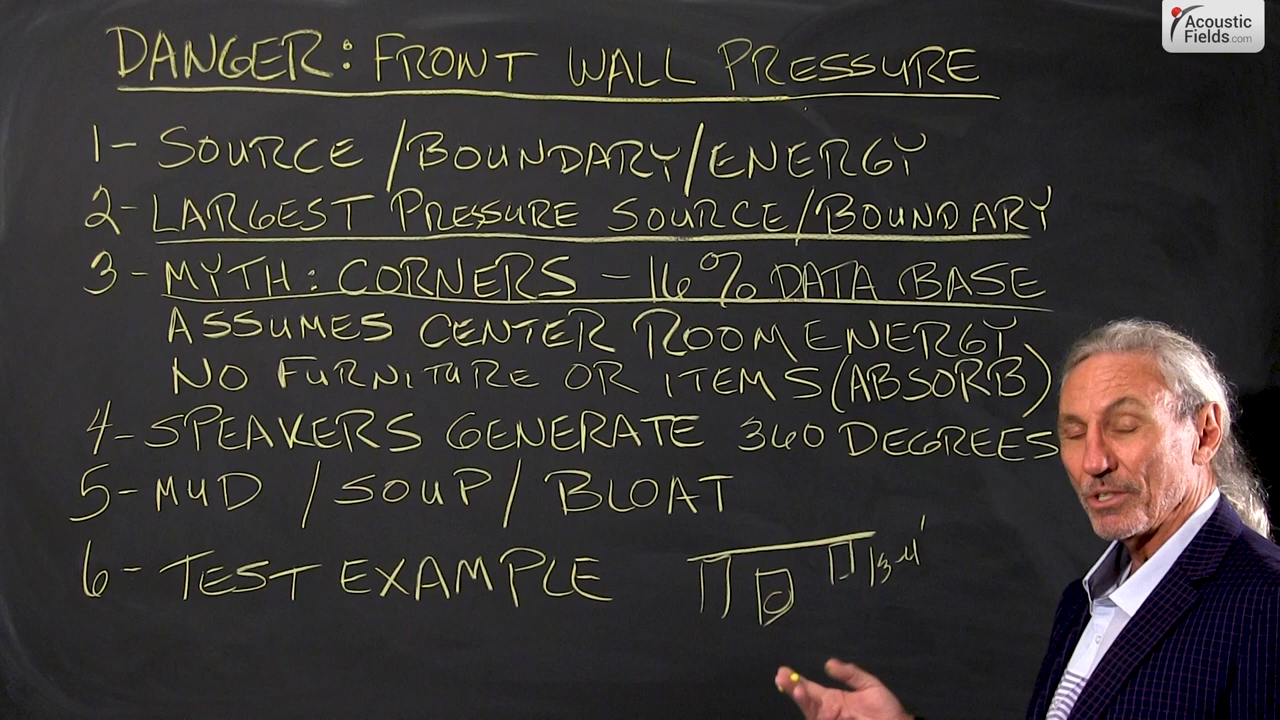 Acoustic
Fields.com
DANGER: FRONT WALL PRESSURE
1- SOURCE /BOUNDARY/ENERGY
2- LARGEST PRESSURE SOURCE/BOUNDARY
3- MYTH: CORNERS - 16% DATA BASE
ASSUMES CENTER ROOM ENERGY
NO FURNITURE OR ITEMS (ABSORB)
4- SPEAKERS GENERATE 360 DEGREES
5- MUD /SOUP/ BLOAT
6- TEST EXAMPLE
3-4'